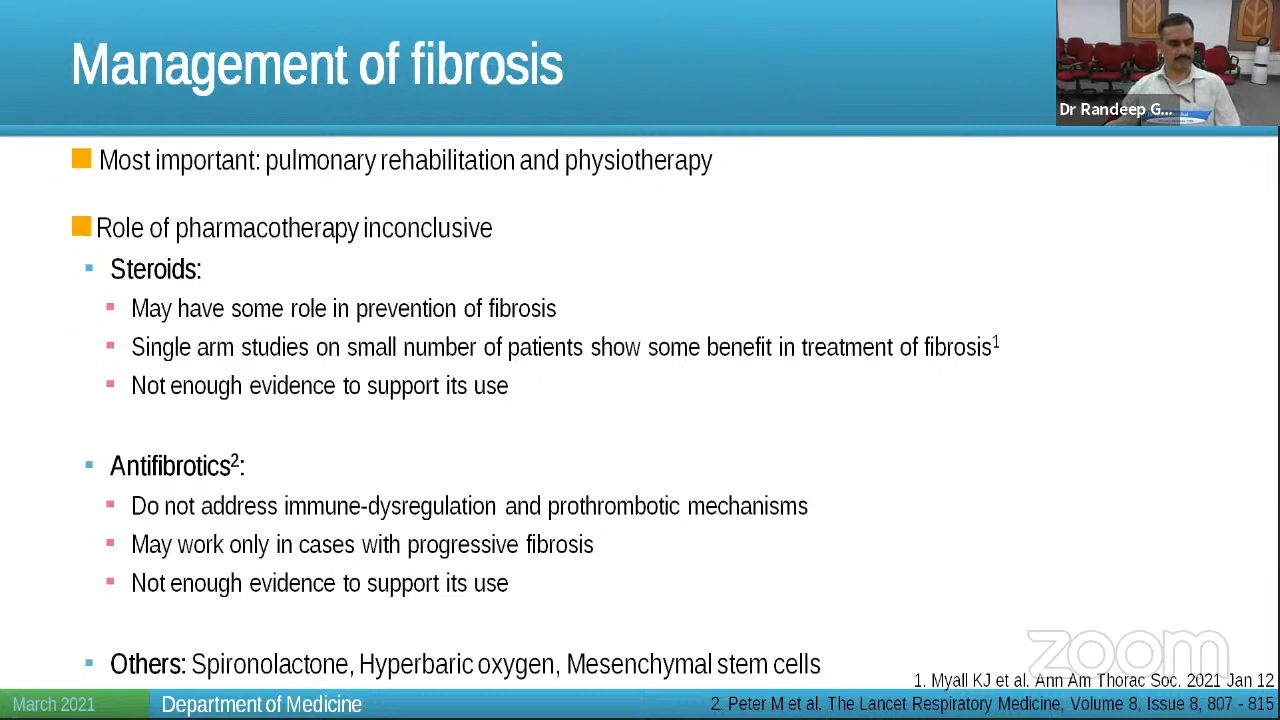 Management of fibrosis
Dr Randeep G...
Most important: pulmonary rehabilitation and physiotherapy
Role of pharmacotherapy inconclusive
Steroids:
May have some role in prevention of fibrosis
Single arm studies on small number of patients show some benefit in treatment of fibrosis1
Not enough evidence to support its use
Antifibrotics2:
Do not address immune-dysregulation and prothrombotic mechanisms
May work only in cases with progressive fibrosis
Not enough evidence to support its use
Others: Spironolactone, Hyperbaric oxygen, Mesenchymal stem cells
zoom
1. Myall KJ et al. Ann Am Thorac Soc. 2021 Jan 12
March 2021
Department of Medicine
2. Peter M et al. The Lancet Respiratory Medicine, Volume 8, Issue 8, 807 - 815